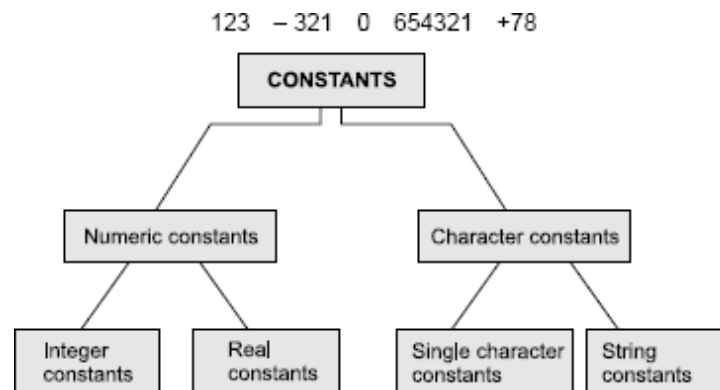 123 – 321 0 654321 +78
CONSTANTS
Numeric constants
Character constants
Integer
constants
Real
constants
Single character
constants
String
constants